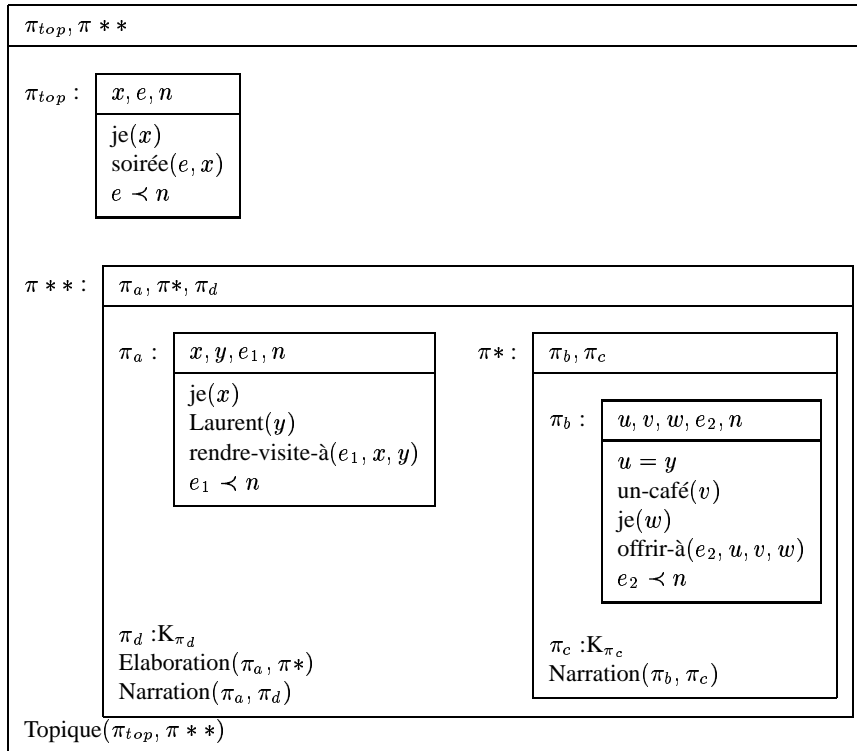 π_top, π ∗∗
π_top :
x, e, n
je(x)
soirée(e, x)
e ≺ n
π ∗∗ :
π_a, π∗, π_d
π_a :
x, y, e_1, n
je(x)
Laurent(y)
rendre-visite-à(e_1, x, y)
e_1 ≺ n
π∗ :
π_b, π_c
π_b :
u, v, w, e_2, n
u = y
un-café(v)
je(w)
offrir-à(e_2, u, v, w)
e_2 ≺ n
π_d :K_π_d
Elaboration(π_a, π∗)
Narration(π_a, π_d)
π_c :K_π_c
Narration(π_b, π_c)
Topique(π_top, π ∗∗)